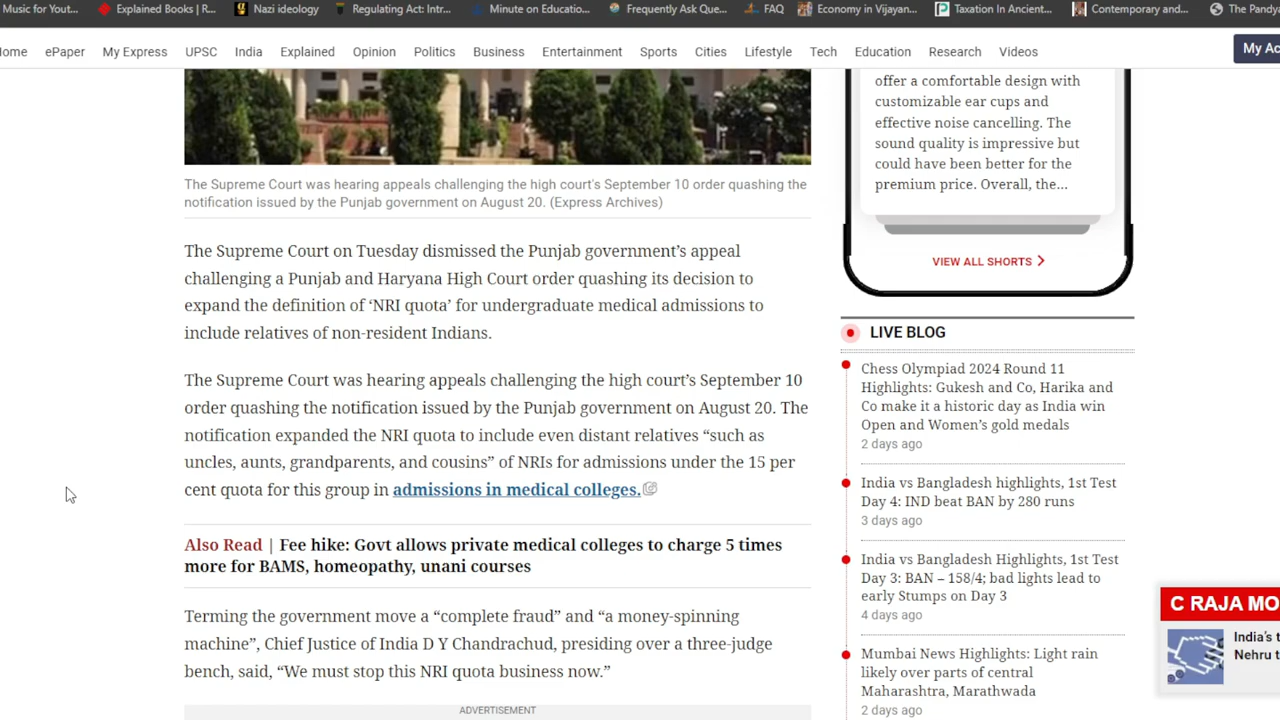 Music for Yout...
Explained Books | R...
Nazi ideology
Regulating Act: Intr...
Minute on Educatio...
Frequently Ask Que...
FAQ
Economy in Vijayan...
Taxation In Ancient...
Contemporary and...
The Pandya
ome
ePaper
My Express
UPSC
India
Explained
Opinion
Politics
Business
Entertainment
Sports
Cities
Lifestyle
Tech
Education
Research
Videos
My Ac
The Supreme Court was hearing appeals challenging the high court's September 10 order quashing the
notification issued by the Punjab government on August 20. (Express Archives)
The Supreme Court on Tuesday dismissed the Punjab government's appeal
challenging a Punjab and Haryana High Court order quashing its decision to
expand the definition of 'NRI quota' for undergraduate medical admissions to
include relatives of non-resident Indians.
The Supreme Court was hearing appeals challenging the high court's September 10
order quashing the notification issued by the Punjab government on August 20. The
notification expanded the NRI quota to include even distant relatives "such as
uncles, aunts, grandparents, and cousins" of NRIs for admissions under the 15 per
cent quota for this group in admissions in medical colleges.
Also Read | Fee hike: Govt allows private medical colleges to charge 5 times
more for BAMS, homeopathy, unani courses
Terming the government move a "complete fraud" and "a money-spinning
machine", Chief Justice of India D Y Chandrachud, presiding over a three-judge
bench, said, "We must stop this NRI quota business now."
ADVERTISEMENT
offer a comfortable design with
customizable ear cups and
effective noise cancelling. The
sound quality is impressive but
could have been better for the
premium price. Overall, the...
VIEW ALL SHORTS
LIVE BLOG
Chess Olympiad 2024 Round 11
Highlights: Gukesh and Co, Harika and
Co make it a historic day as India win
Open and Women's gold medals
2 days ago
India vs Bangladesh highlights, 1st Test
Day 4: IND beat BAN by 280 runs
3 days ago
India vs Bangladesh Highlights, 1st Test
Day 3: BAN – 158/4; bad lights lead to
early Stumps on Day 3
4 days ago
Mumbai News Highlights: Light rain
likely over parts of central
Maharashtra, Marathwada
2 days ago
C RAJA MO
India's t
Nehru t